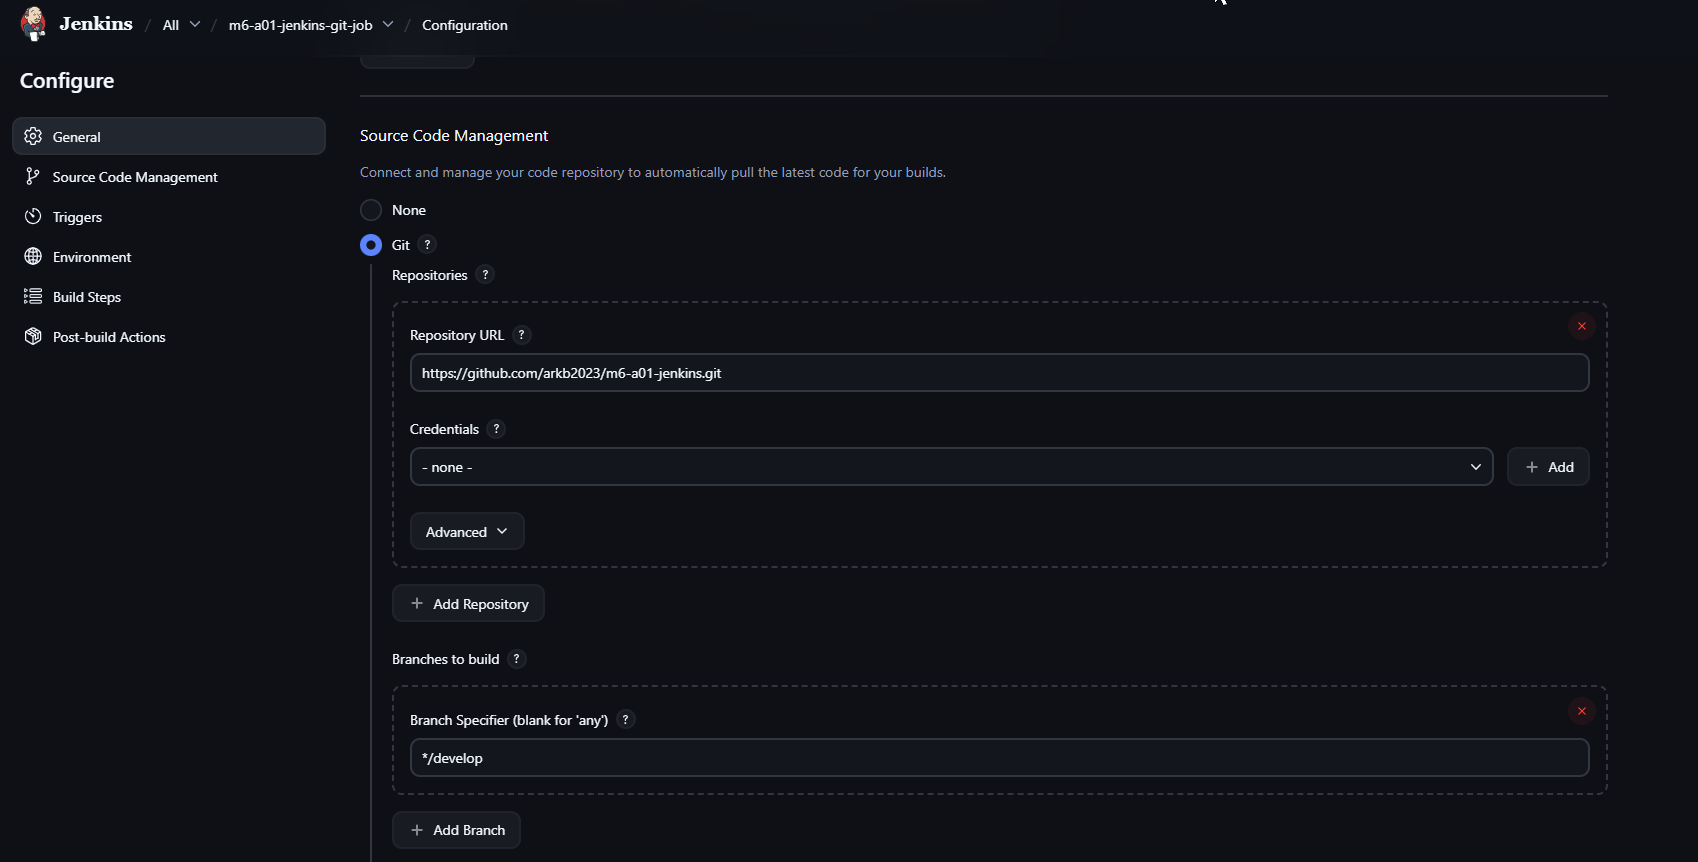 Jenkins / All / m6-a01-jenkins-git-job / Configuration
Configure
General
Source Code Management
Triggers
Environment
Build Steps
Post-build Actions
Source Code Management
Connect and manage your code repository to automatically pull the latest code for your builds.
None
Git ?
Repositories ?
Repository URL ?
https://github.com/arkb2023/m6-a01-jenkins.git
Credentials ?
- none -
+ Add
Advanced
+ Add Repository
Branches to build ?
Branch Specifier (blank for 'any') ?
*/develop
+ Add Branch